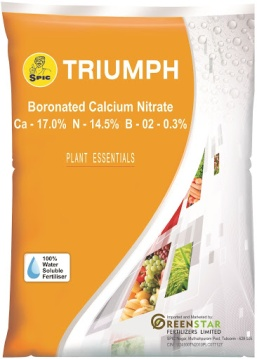 SPIC
TRIUMPH
Boronated Calcium Nitrate
Ca - 17.0% N - 14.5% B - 02 - 0.3%
PLANT ESSENTIALS
100%
Water
Soluble
Fertiliser
Imported and Marketed by:
GREENSTAR
FERTILIZERS LIMITED